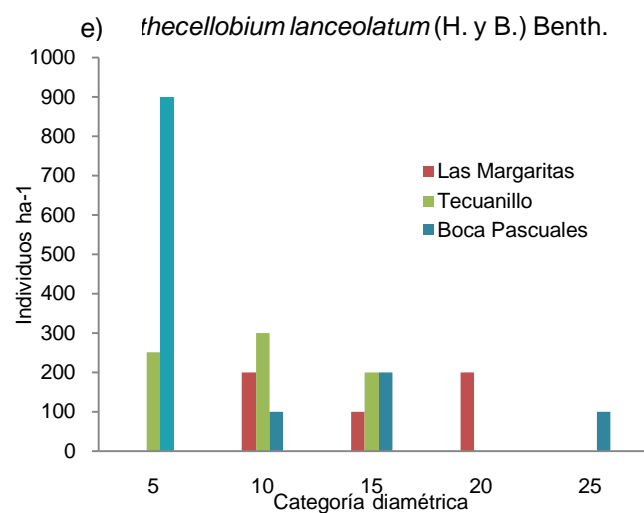 e) thecellobium lanceolatum (H. y B.) Benth.
1000
900
800
700
600
500
400
300
200
100
0
Individuos ha-1
Las Margaritas
Tecuanillo
Boca Pascuales
5 10 15 20 25
Categoría diamétrica